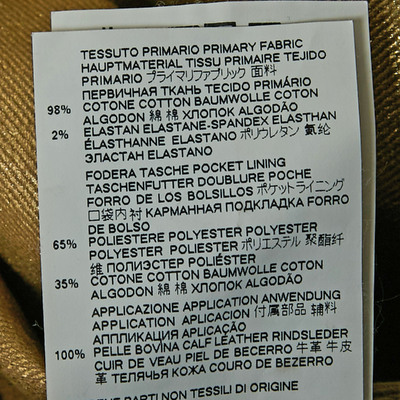 TESSUTO PRIMARIO PRIMARY FABRIC
HAUPTMATERIAL TISSU PRIMAIRE TEJIDO
PRIMARIO プライマリファブリック 面料
ПЕРВИЧНАЯ ТКАНЬ TECIDO PRIMÁRIO
98% COTONE COTTON BAUMWOLLE COTON
ALGODON 綿 棉 ХЛОПОК ALGODÃO
2% ELASTAN ELASTANE-SPANDEX ELASTHAN
ÉLASTHANNE ELASTANO ポリウレタン 氨纶
ЭЛАСТАН ELASTANO
FODERA TASCHE POCKET LINING
TASCHENFUTTER DOUBLURE POCHE
FORRO DE LOS BOLSILLOS ポケットライニング
口袋内衬 КАРМАННАЯ ПОДКЛАДКА FORRO
DE BOLSO
65% POLIESTERE POLYESTER POLYESTER
POLYESTER POLIESTER ポリエステル 聚酯纤
维 ПОЛИЭСТЕР POLIÉSTER
35% COTONE COTTON BAUMWOLLE COTON
ALGODON 綿 棉 ХЛОПОК ALGODÃO
APPLICAZIONE APPLICATION ANWENDUNG
APPLICATION APLICACION 付属部品 辅料
АППЛИКАЦИЯ APLICAÇÃO
100% PELLE BOVINA CALF LEATHER RINDSLEDER
CUIR DE VEAU PIEL DE BECERRO 牛革 牛皮
革 ТЕЛЯЧЬЯ КОЖА COURO DE BEZERRO
PARTI NON TESSILI DI ORIGINE